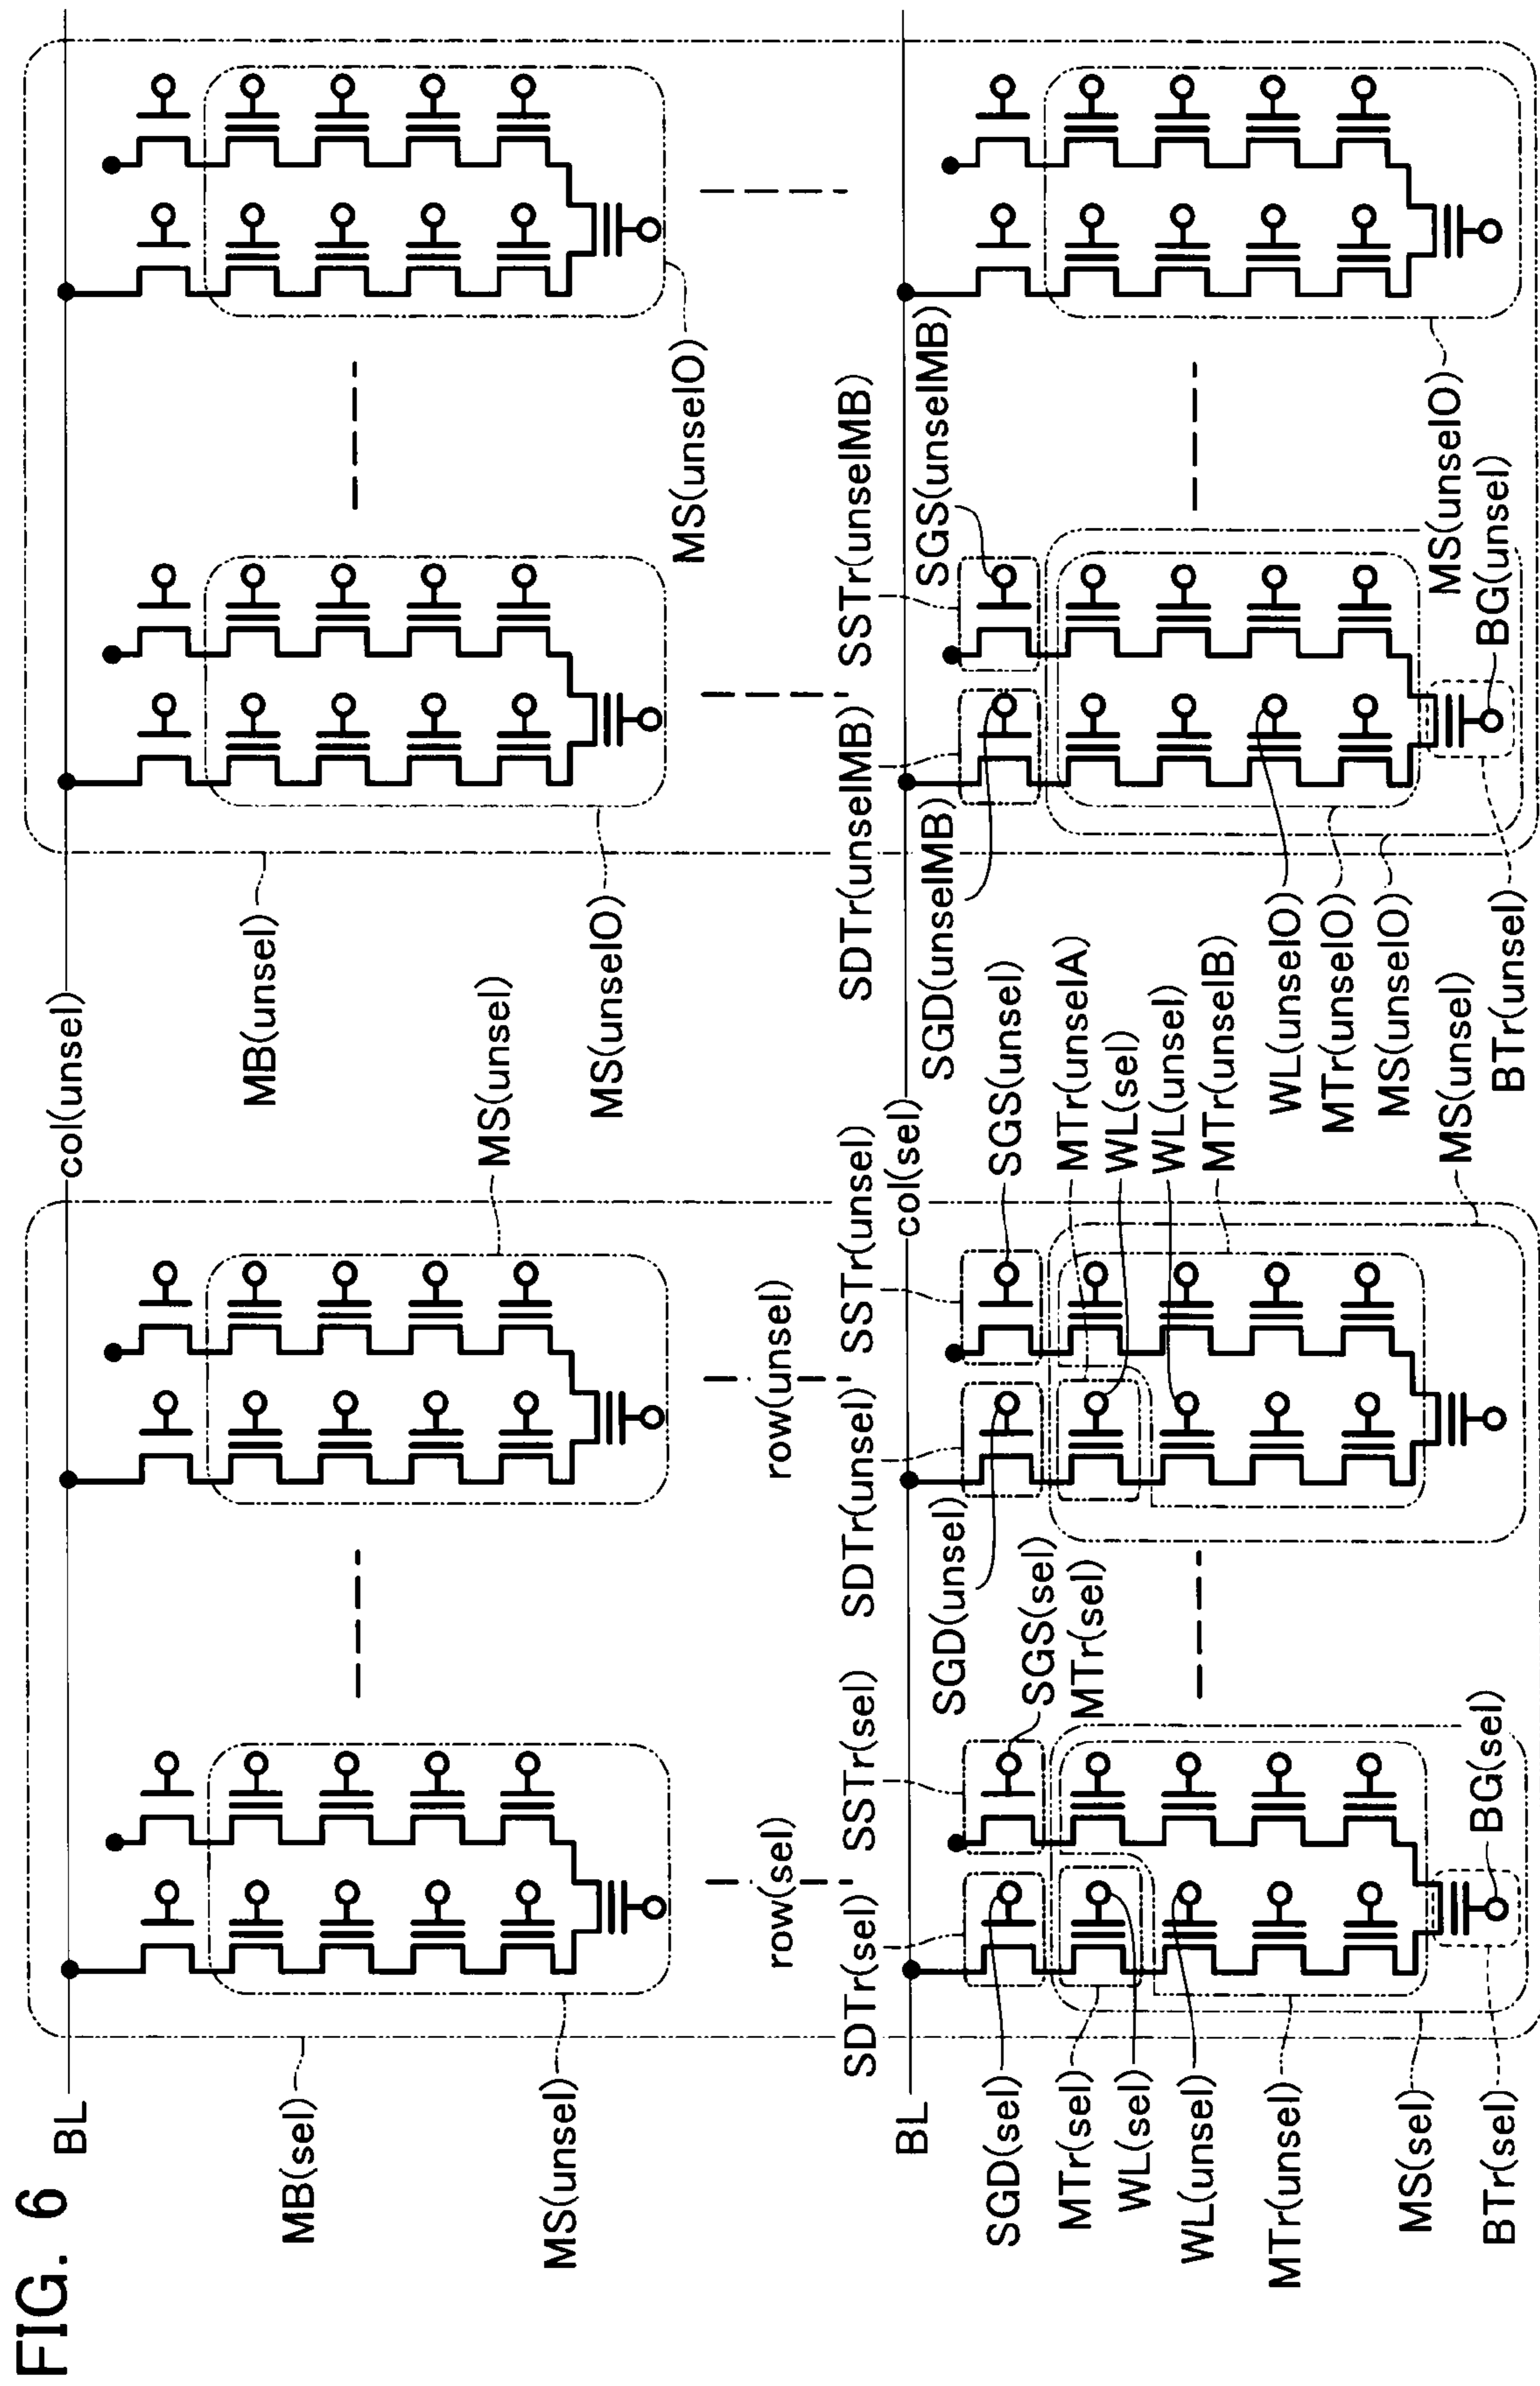 FIG. 6
BL
col(unsel)
MB(sel)
MS(unsel)
MS(unsel)
MB(unsel)
MS(unselO)
MS(unselO)
row(sel)
row(unsel)
SDTr(sel)
SSTr(sel)
SDTr(unsel)
SSTr(unsel)
SDTr(unselMB)
SSTr(unselMB)
BL
col(sel)
SGD(sel)
SGS(sel)
MTr(sel)
SGD(unsel)
SGS(unsel)
SGD(unselMB)
SGS(unselMB)
MTr(sel)
WL(sel)
WL(unsel)
MTr(unsel)
MS(sel)
BTr(sel)
BG(sel)
MTr(unselA)
WL(sel)
WL(unsel)
MTr(unselB)
MS(unsel)
WL(unselO)
MTr(unselO)
MS(unselO)
BTr(unsel)
MS(unselO)
BG(unsel)